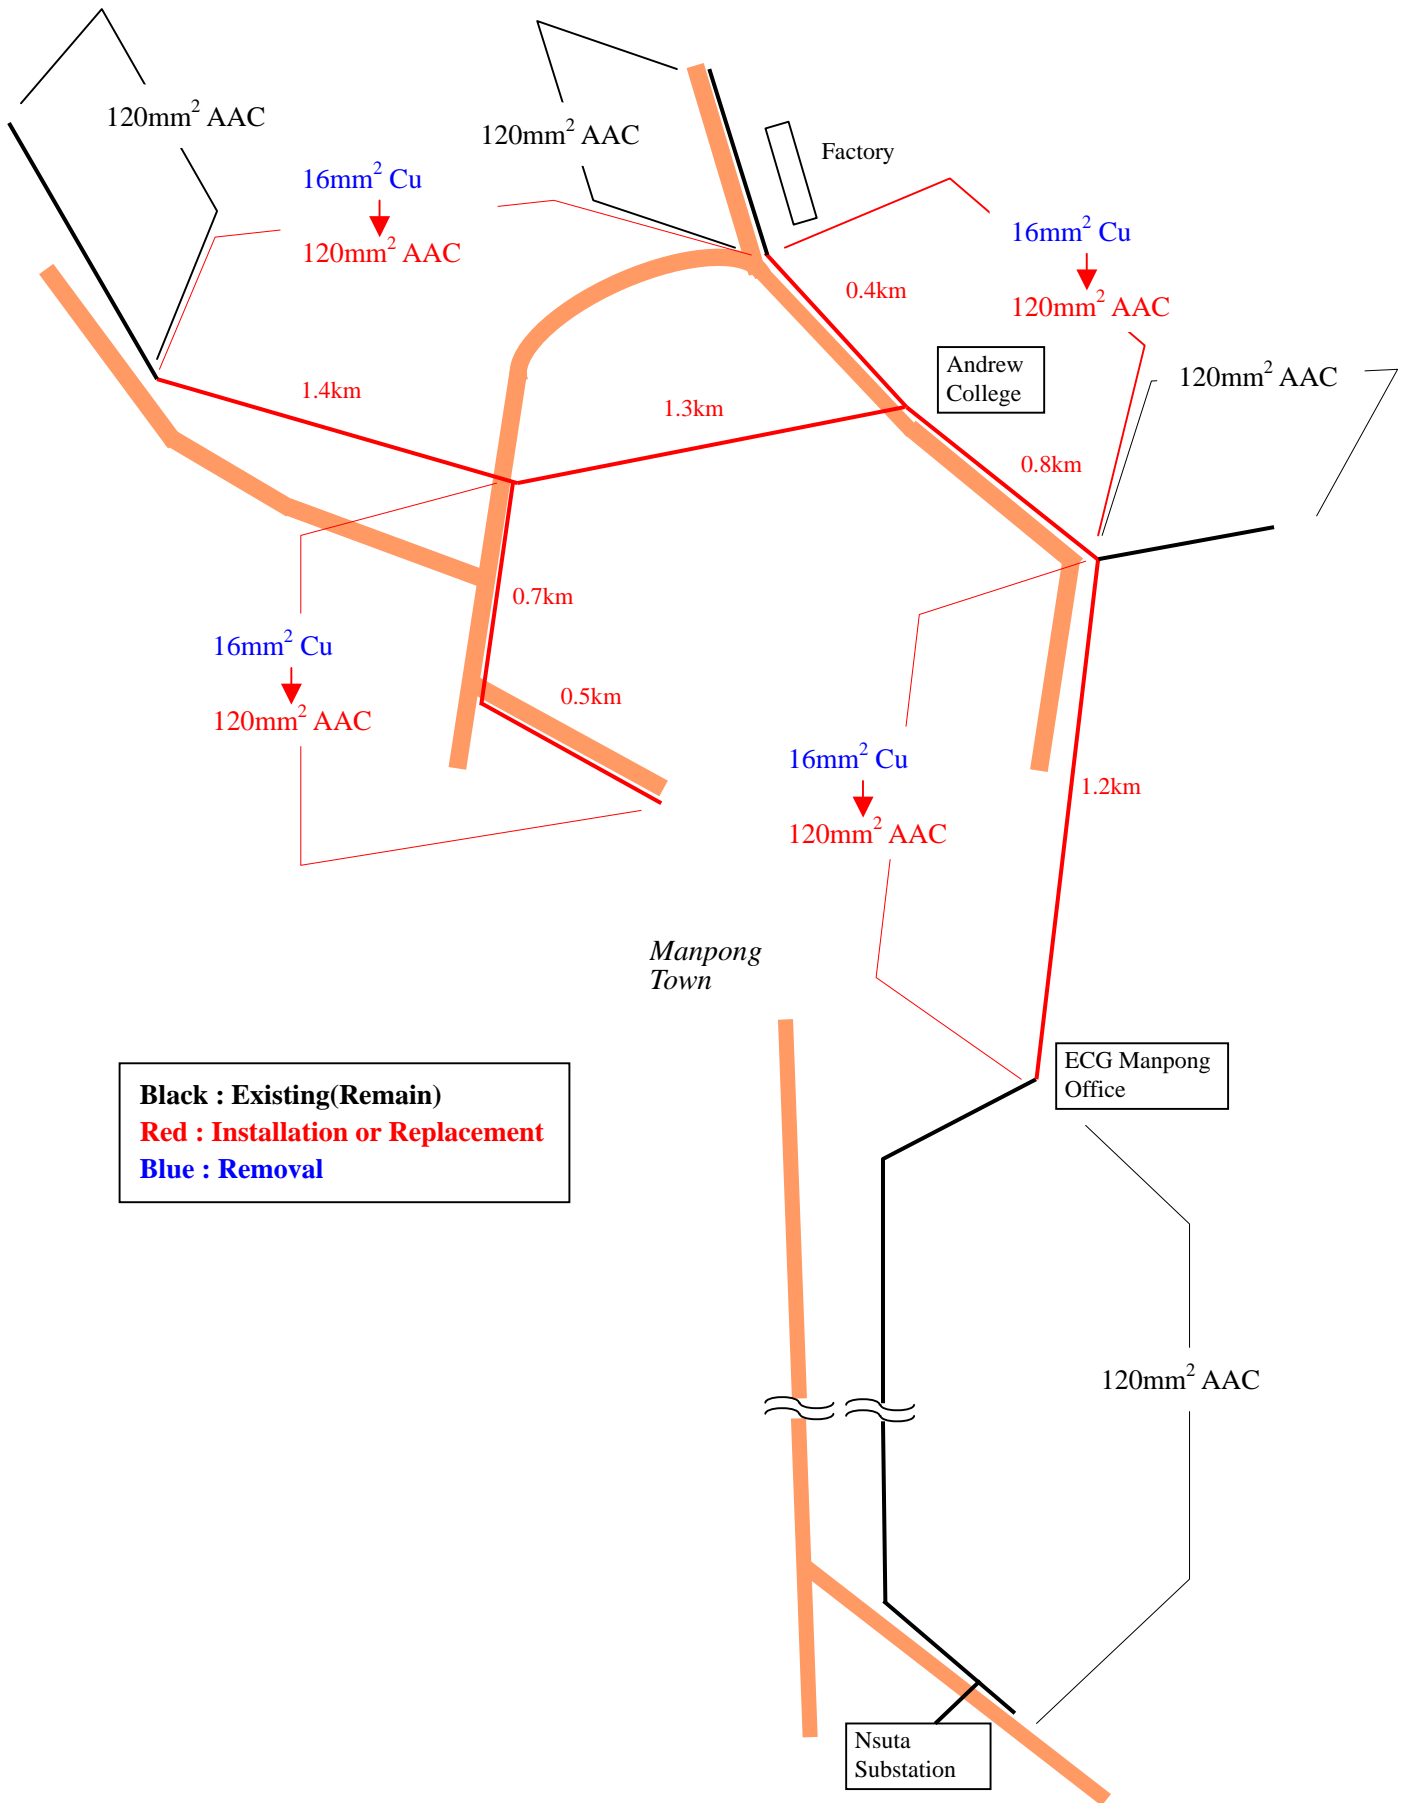 120mm² AAC
120mm² AAC
Factory
16mm² Cu
120mm² AAC
16mm² Cu
120mm² AAC
0.4km
Andrew
College
120mm² AAC
1.4km
1.3km
0.8km
0.7km
16mm² Cu
120mm² AAC
0.5km
16mm² Cu
120mm² AAC
1.2km
Manpong
Town
ECG Manpong
Office
Black : Existing(Remain)
Red : Installation or Replacement
Blue : Removal
120mm² AAC
Nsuta
Substation